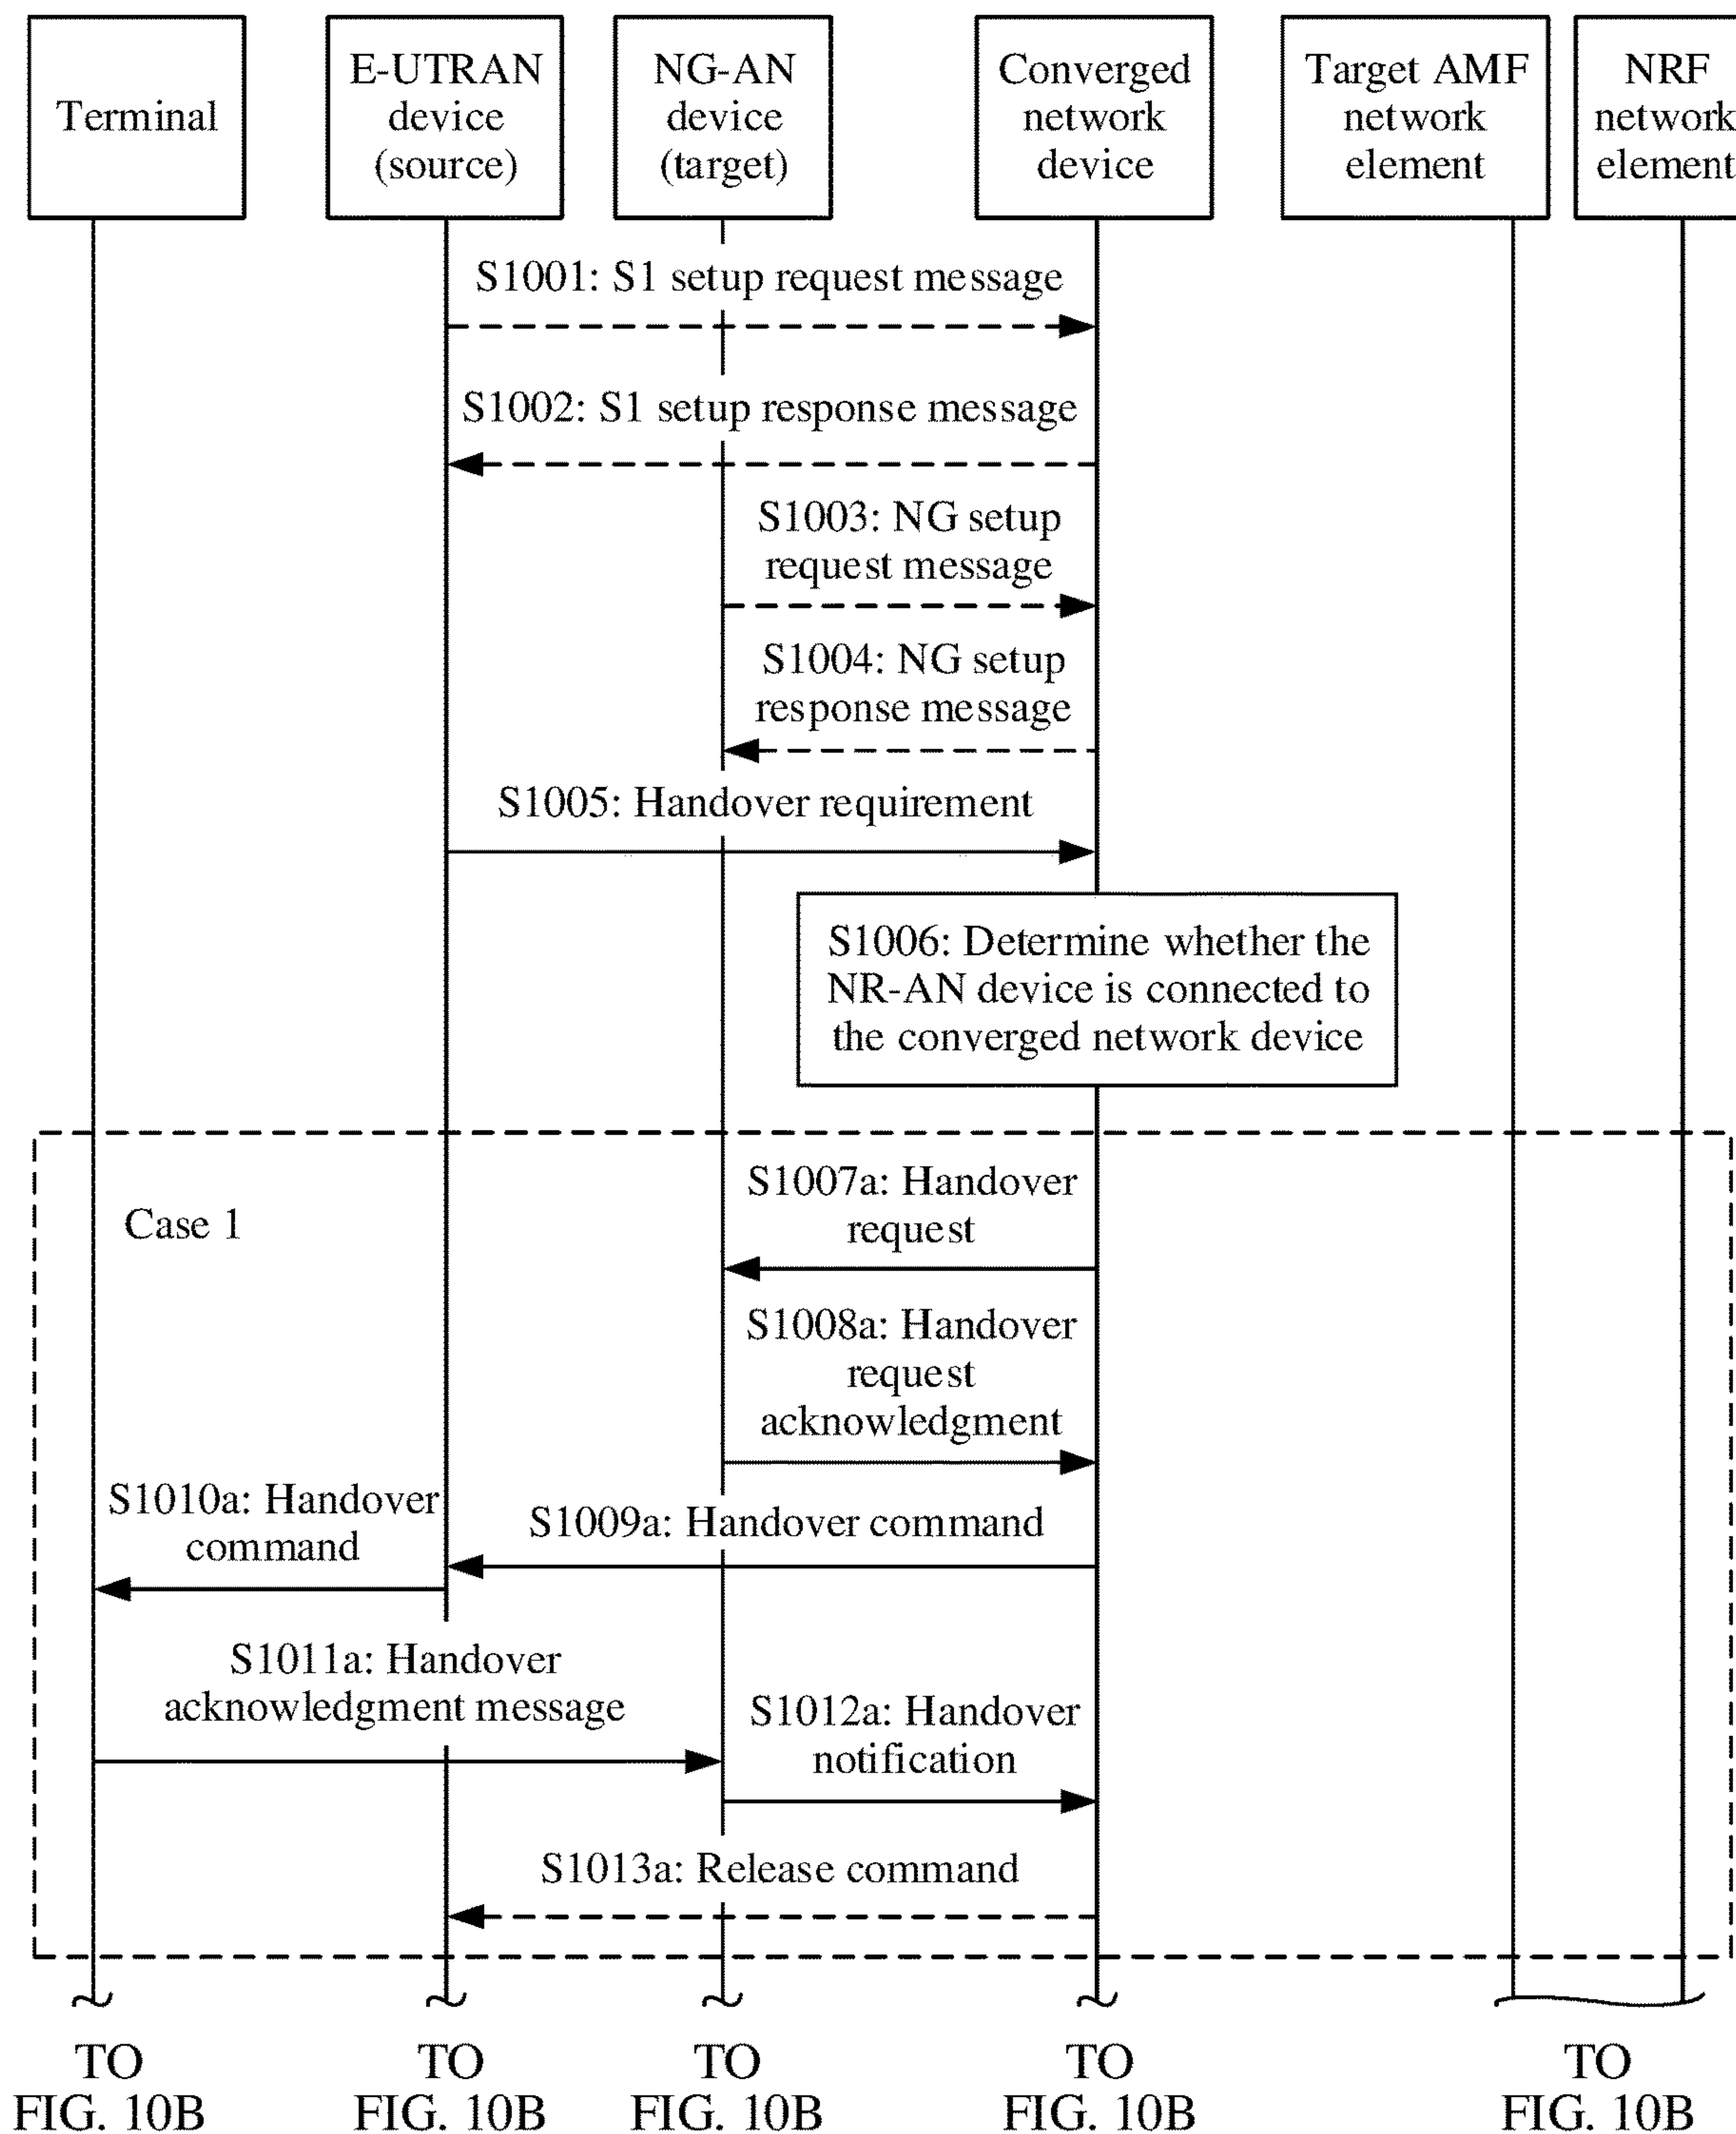 Terminal
E-UTRAN
device
(source)
NG-AN
device
(target)
Converged
network
device
Target AMF
network
element
NRF
network
element
S1001: S1 setup request message
S1002: S1 setup response message
S1003: NG setup
request message
S1004: NG setup
response message
S1005: Handover requirement
S1006: Determine whether the
NR-AN device is connected to
the converged network device
Case 1
S1007a: Handover
request
S1008a: Handover
request
acknowledgment
S1009a: Handover command
S1010a: Handover
command
S1011a: Handover
acknowledgment message
S1012a: Handover
notification
S1013a: Release command
TO
FIG. 10B
TO
FIG. 10B
TO
FIG. 10B
TO
FIG. 10B
TO
FIG. 10B